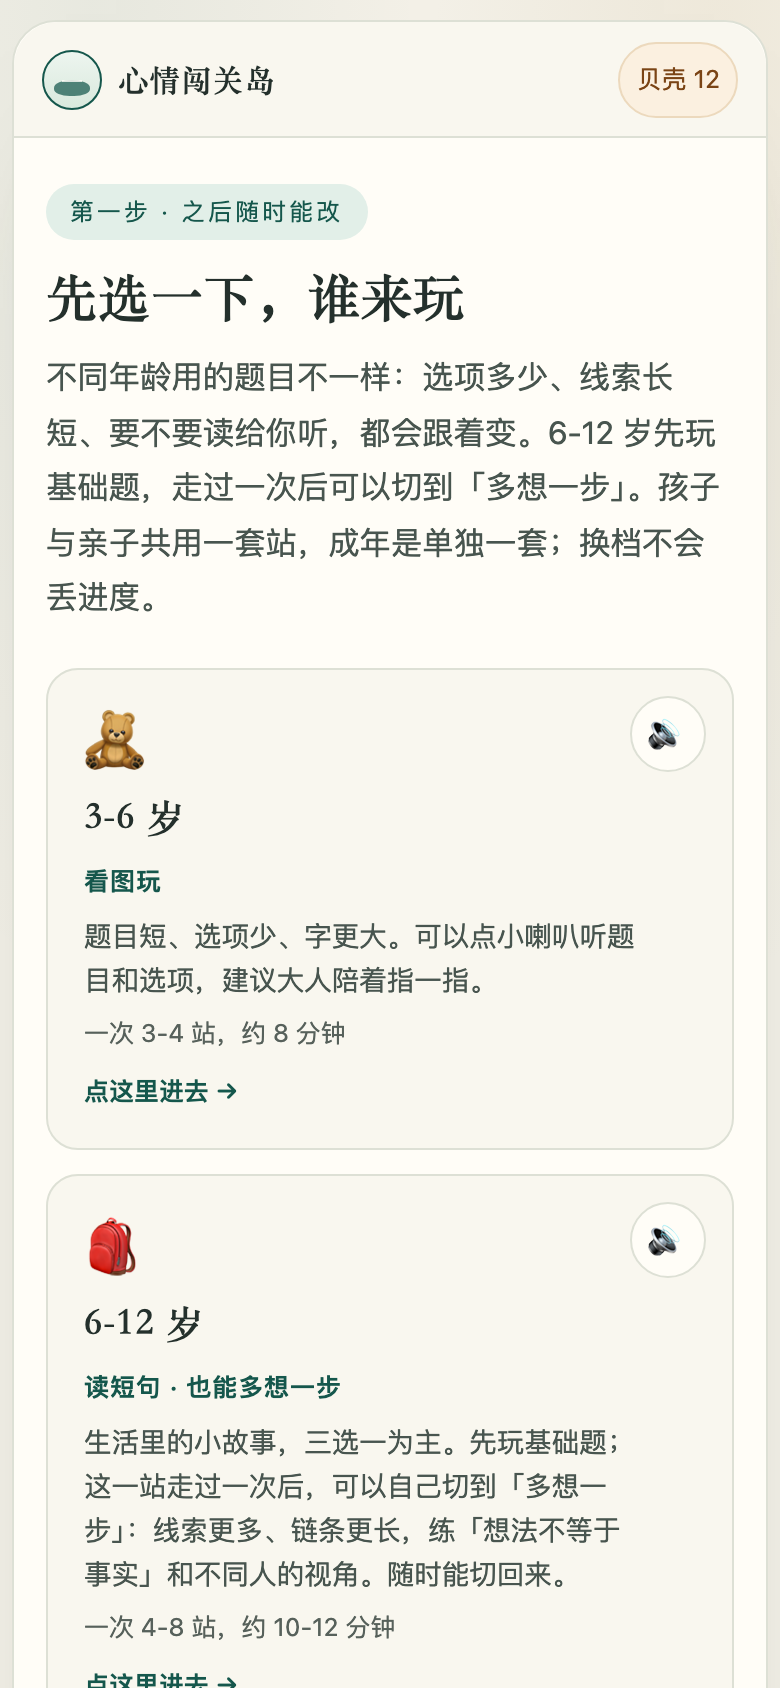 心情闯关岛
贝壳 12
第一步 · 之后随时能改
先选一下，谁来玩
不同年龄用的题目不一样：选项多少、线索长
短、要不要读给你听，都会跟着变。6-12 岁先玩
基础题，走过一次后可以切到「多想一步」。孩子
与亲子共用一套站，成年是单独一套；换档不会
丢进度。
3-6 岁
看图玩
题目短、选项少、字更大。可以点小喇叭听题
目和选项，建议大人陪着指一指。
一次 3-4 站，约 8 分钟
点这里进去 →
6-12 岁
读短句 · 也能多想一步
生活里的小故事，三选一为主。先玩基础题；
这一站走过一次后，可以自己切到「多想一
步」：线索更多、链条更长，练「想法不等于
事实」和不同人的视角。随时能切回来。
一次 4-8 站，约 10-12 分钟
点这里进去 →